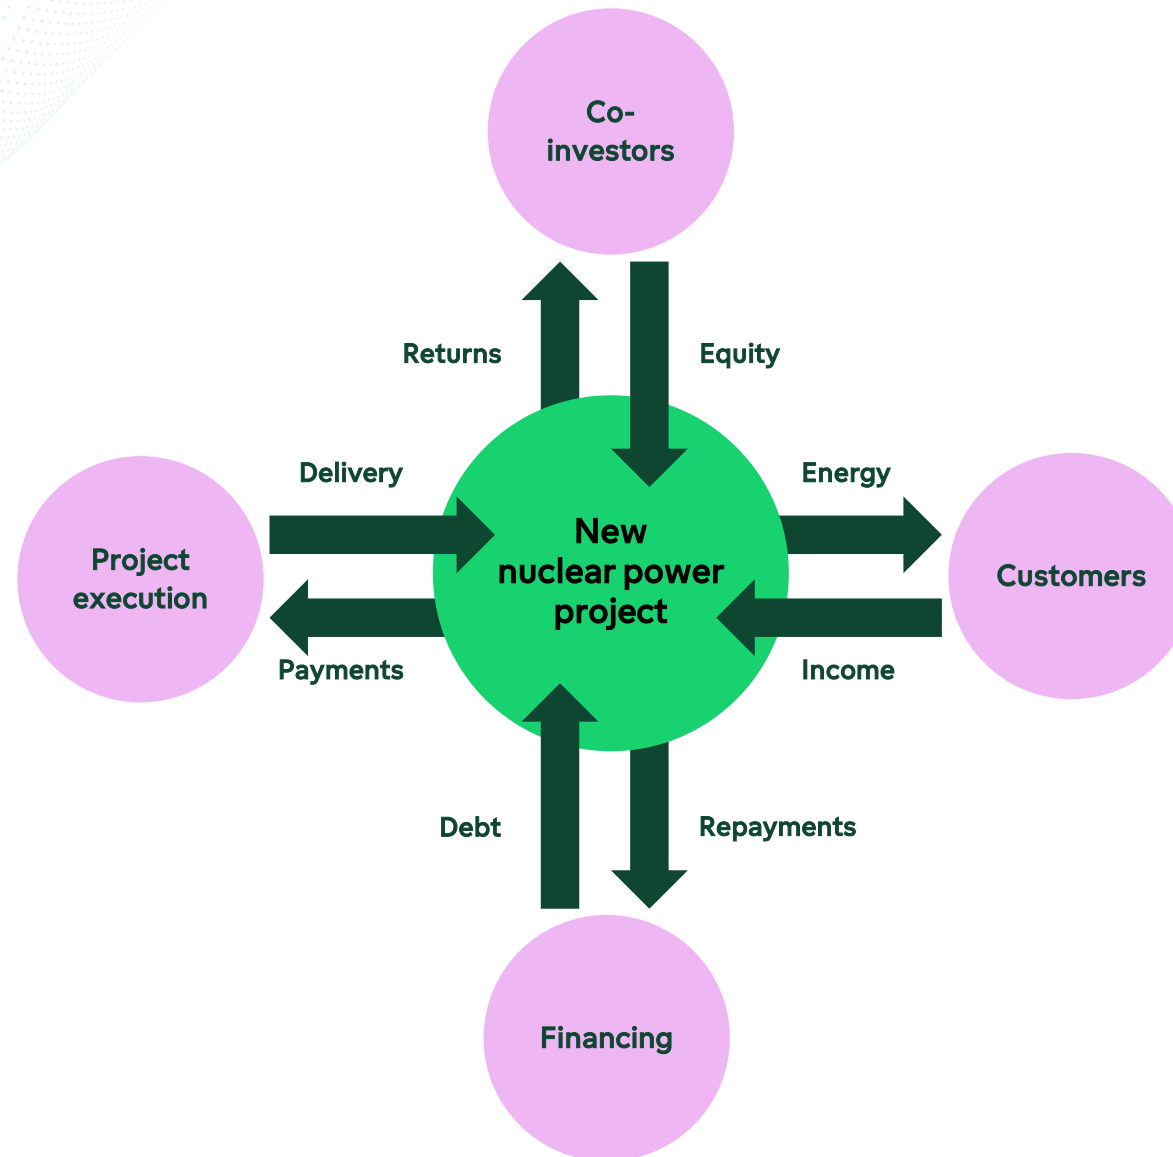 Co-
investors
Returns
Equity
Delivery
Energy
Project
execution
New
nuclear power
project
Customers
Payments
Income
Debt
Repayments
Financing